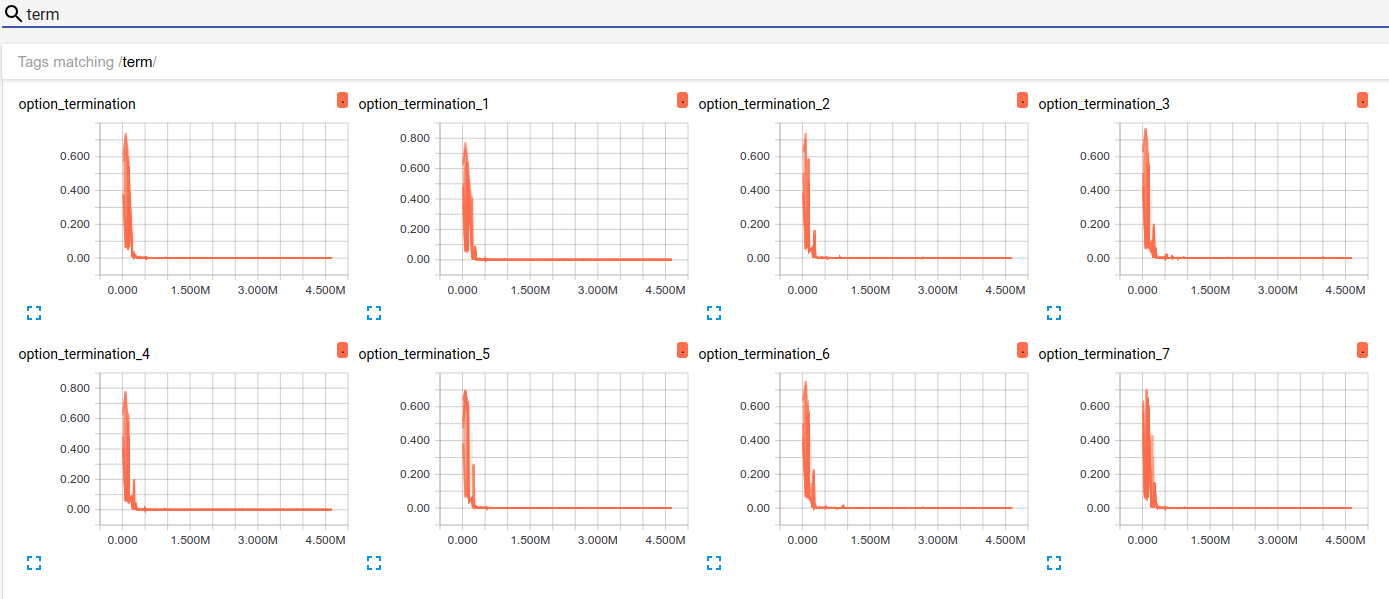 term
Tags matching /term/
option_termination
option_termination_1
option_termination_2
option_termination_3
0.600
0.400
0.200
0.00
0.000 1.500M 3.000M 4.500M
0.800
0.600
0.400
0.200
0.00
0.000 1.500M 3.000M 4.500M
0.600
0.400
0.200
0.00
0.000 1.500M 3.000M 4.500M
0.600
0.400
0.200
0.00
0.000 1.500M 3.000M 4.500M
option_termination_4
option_termination_5
option_termination_6
option_termination_7
0.800
0.600
0.400
0.200
0.00
0.000 1.500M 3.000M 4.500M
0.600
0.400
0.200
0.00
0.000 1.500M 3.000M 4.500M
0.600
0.400
0.200
0.00
0.000 1.500M 3.000M 4.500M
0.600
0.400
0.200
0.00
0.000 1.500M 3.000M 4.500M